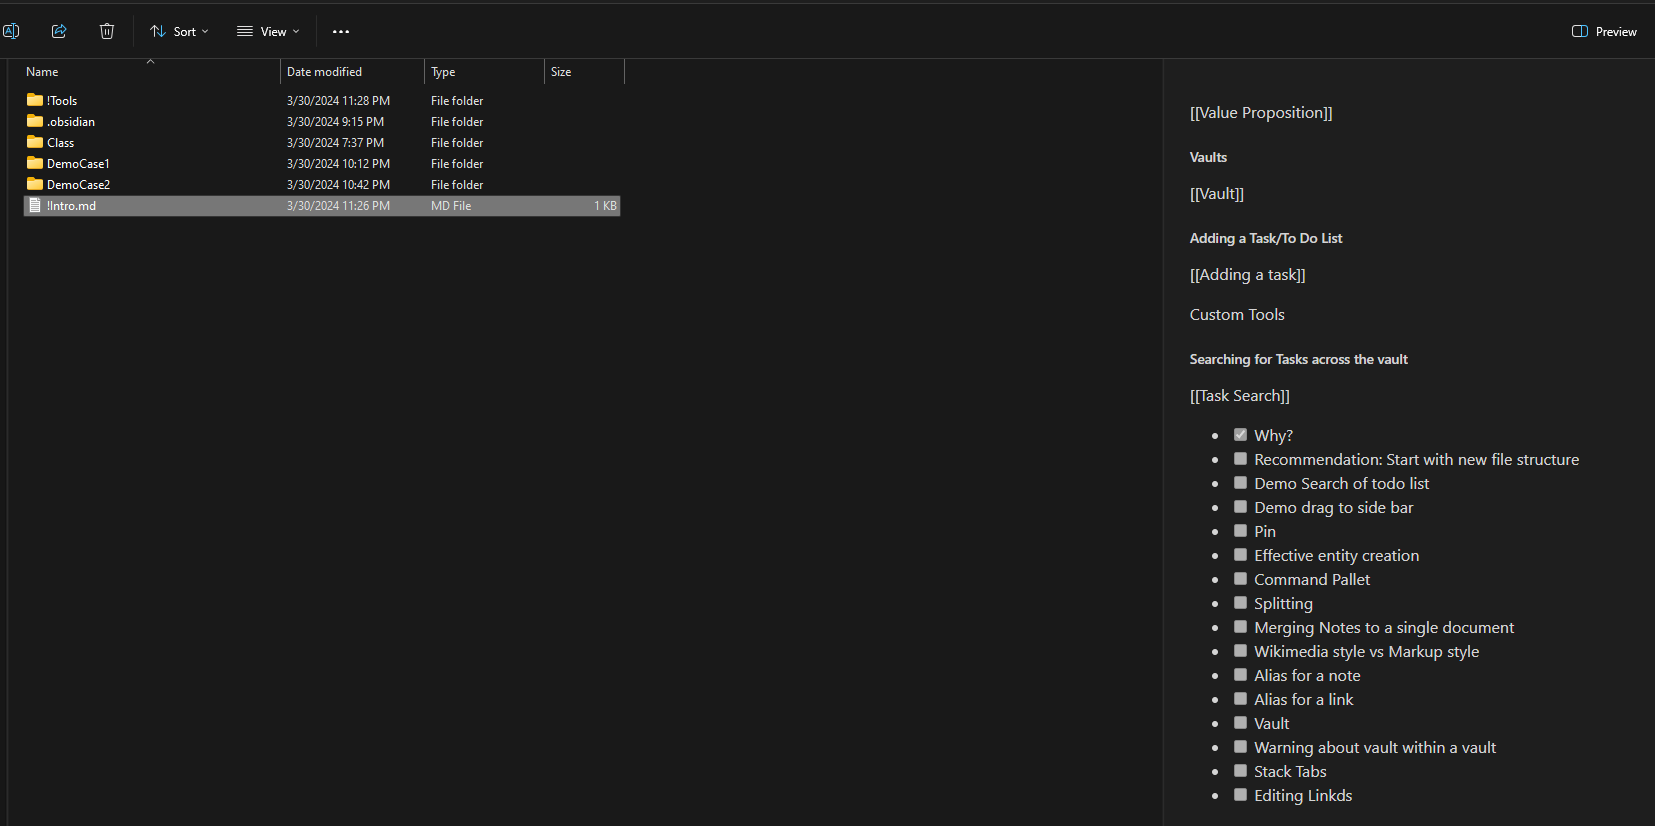 Sort
View
Preview
Name Date modified Type Size
!Tools 3/30/2024 11:28 PM File folder
.obsidian 3/30/2024 9:15 PM File folder
Class 3/30/2024 7:37 PM File folder
DemoCase1 3/30/2024 10:12 PM File folder
DemoCase2 3/30/2024 10:42 PM File folder
!Intro.md 3/30/2024 11:26 PM MD File 1 KB
[[Value Proposition]]
Vaults
[[Vault]]
Adding a Task/To Do List
[[Adding a task]]
Custom Tools
Searching for Tasks across the vault
[[Task Search]]
Why?
Recommendation: Start with new file structure
Demo Search of todo list
Demo drag to side bar
Pin
Effective entity creation
Command Pallet
Splitting
Merging Notes to a single document
Wikimedia style vs Markup style
Alias for a note
Alias for a link
Vault
Warning about vault within a vault
Stack Tabs
Editing Linkds